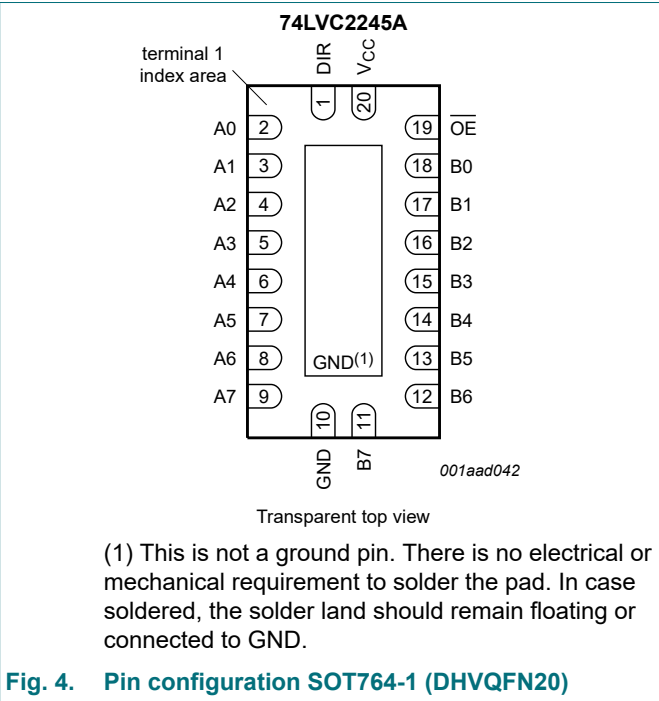 74LVC2245A
terminal 1
index area
DIR
VCC
1
20
A0 2 19 OE
A1 3 18 B0
A2 4 17 B1
A3 5 16 B2
A4 6 15 B3
A5 7 14 B4
A6 8 GND(1) 13 B5
A7 9 12 B6
10
11
GND
B7
001aad042
Transparent top view
(1) This is not a ground pin. There is no electrical or
mechanical requirement to solder the pad. In case
soldered, the solder land should remain floating or
connected to GND.
Fig. 4. Pin configuration SOT764-1 (DHVQFN20)